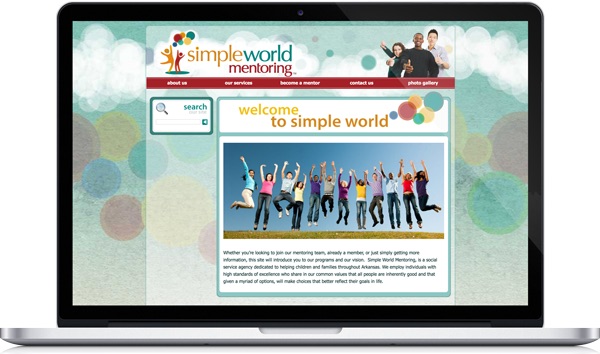 simpleworld
mentoring
about us
our services
become a mentor
contact us
photo gallery
search
welcome
to simple world
Whether you're looking to join our mentoring team, already a member, or just simply getting more
information, this site will introduce you to our programs and our vision. Simple World Mentoring, is a social
service agency dedicated to helping children and families throughout Arkansas. We employ individuals with
high standards of excellence who share in our common values that all people are inherently good and that
given a myriad of options, will make choices that better reflect their goals in life.